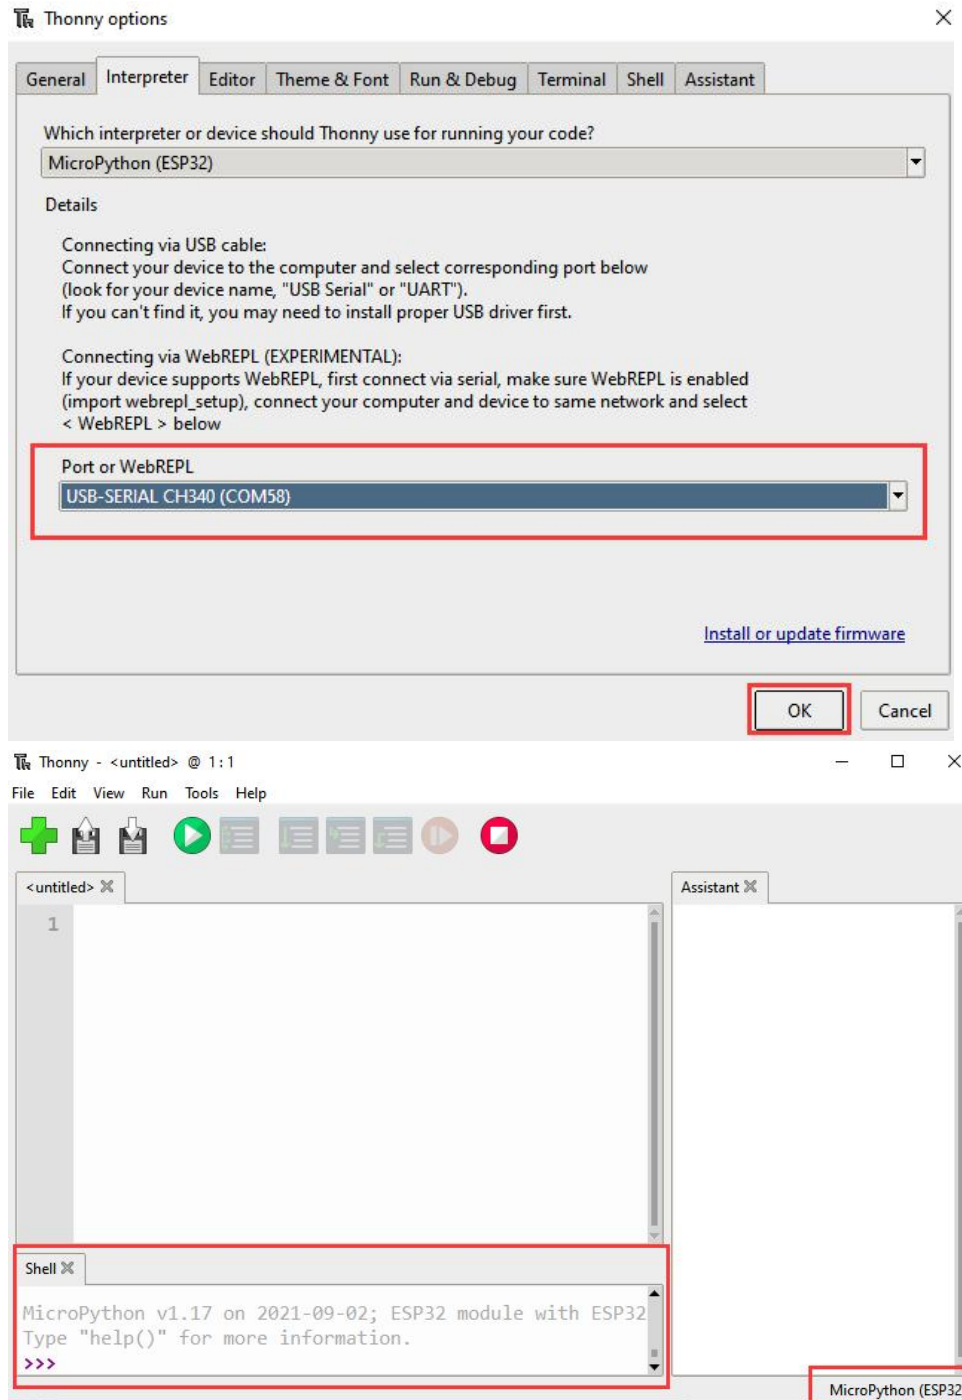 Thonny options
General Interpreter Editor Theme & Font Run & Debug Terminal Shell Assistant
Which interpreter or device should Thonny use for running your code?
MicroPython (ESP32)
Details
Connecting via USB cable:
Connect your device to the computer and select corresponding port below
(look for your device name, "USB Serial" or "UART").
If you can't find it, you may need to install proper USB driver first.
Connecting via WebREPL (EXPERIMENTAL):
If your device supports WebREPL, first connect via serial, make sure WebREPL is enabled
(import webrepl_setup), connect your computer and device to same network and select
< WebREPL > below
Port or WebREPL
USB-SERIAL CH340 (COM58)
Install or update firmware
OK Cancel
Thonny - <untitled> @ 1:1
File Edit View Run Tools Help
<untitled> Assistant
1
Shell
MicroPython v1.17 on 2021-09-02; ESP32 module with ESP32
Type "help()" for more information.
>>>
MicroPython (ESP32